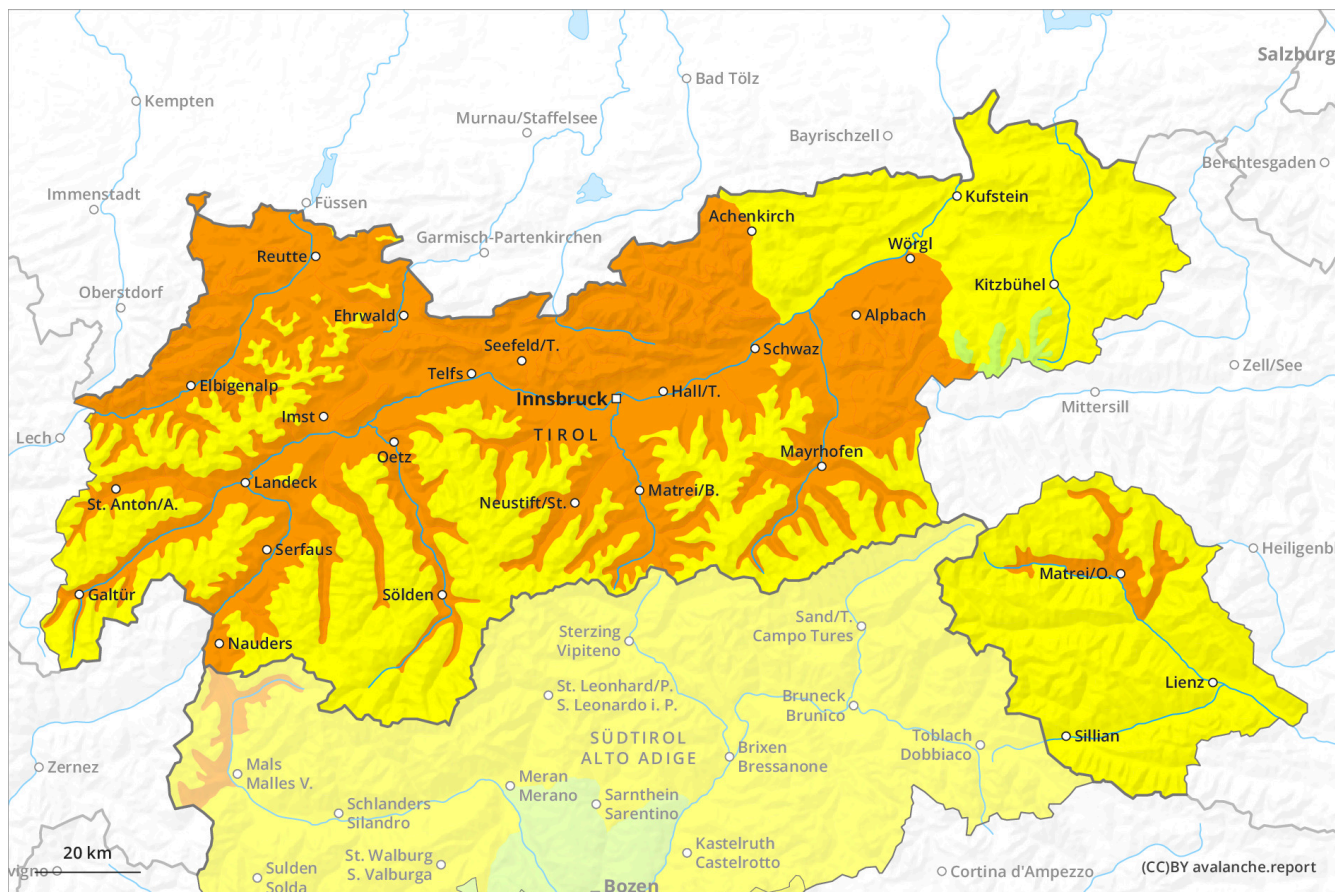 Salzburg
Bad Tölz
Kempten
Murnau/Staffelsee
Bayrischzell
Berchtesgaden
Immenstadt
Füssen
Kufstein
Achenkirch
Garmisch-Partenkirchen
Wörgl
Reutte
Kitzbühel
Oberstdorf
Ehrwald
Alpbach
Seefeld/T.
Schwaz
Zell/See
Telfs
Elbigenalp
Hall/T.
Innsbruck
Mittersill
Imst
Lech
TIROL
Oetz
Mayrhofen
Landeck
Matrei/B.
St. Anton/A.
Neustift/St.
Serfaus
Heiligenb
Matrei/O.
Galtür
Sölden
Sand/T.
Campo Tures
Sterzing
Vipiteno
Nauders
Lienz
St. Leonhard/P.
S. Leonardo i. P.
Bruneck
Brunico
Sillian
SÜDTIROL
ALTO ADIGE
Toblach
Dobbiaco
Brixen
Bressanone
Zernez
Mals
Malles V.
Meran
Merano
Sarnthein
Sarentino
Schlanders
Silandro
Kastelruth
Castelrotto
20 km
St. Walburg
S. Valburga
vigno
Sulden
Solda
Cortina d'Ampezzo
(CC)BY avalanche.report
Bozen